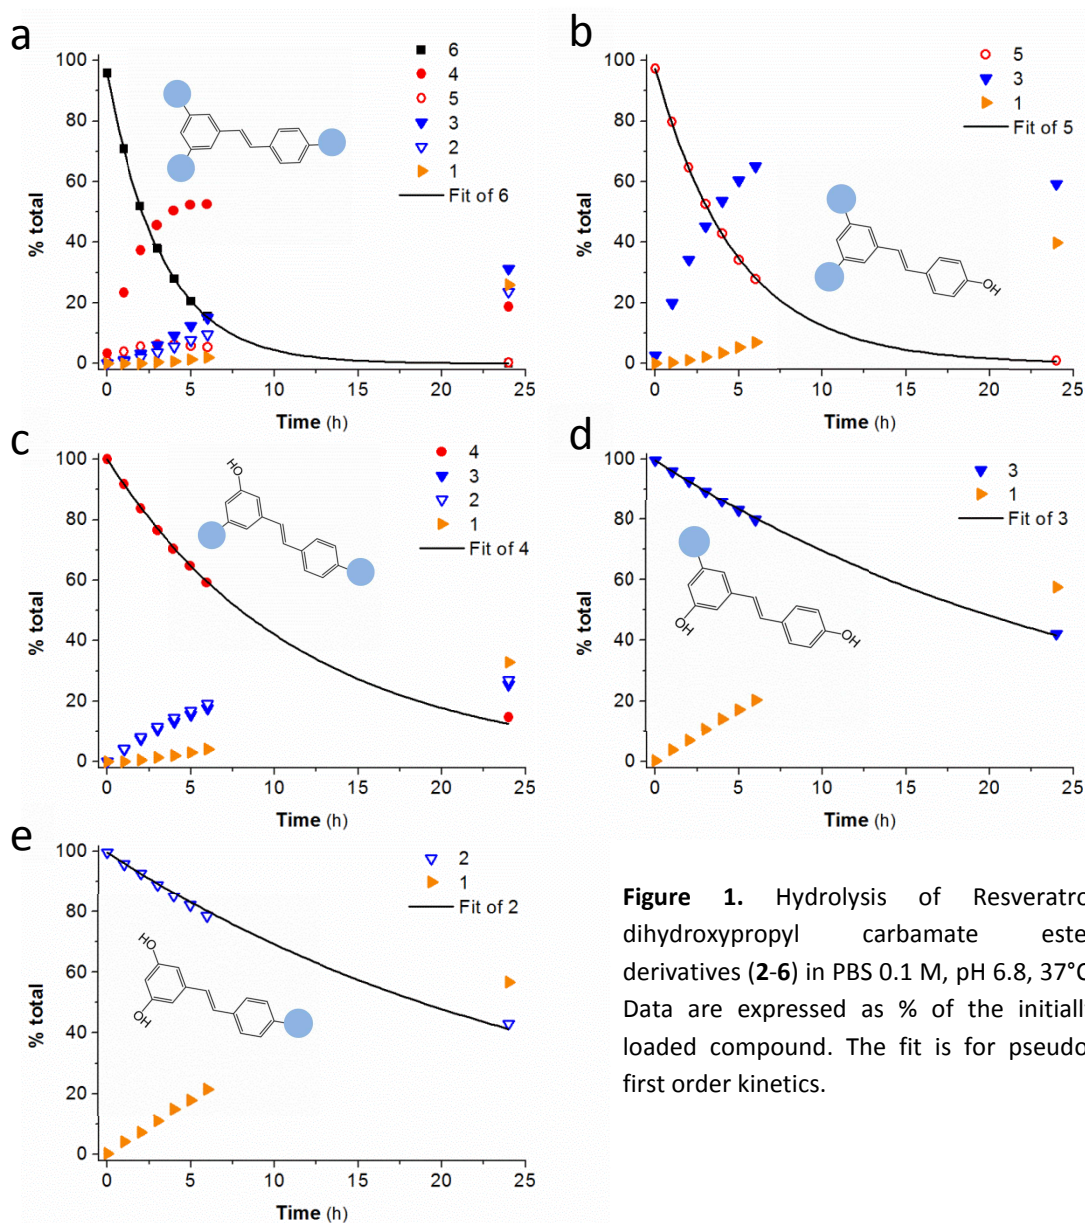 a
% total
100
80
60
40
20
0
0 5 10 15 20 25
Time (h)
6
4
5
3
2
1
Fit of 6
b
% total
100
80
60
40
20
0
0 5 10 15 20 25
Time (h)
5
3
1
Fit of 5
OH
c
% total
100
80
60
40
20
0
0 5 10 15 20 25
Time (h)
4
3
2
1
Fit of 4
HO
d
% total
100
80
60
40
20
0
0 5 10 15 20 25
Time (h)
3
1
Fit of 3
OH
OH
e
% total
100
80
60
40
20
0
0 5 10 15 20 25
Time (h)
2
1
Fit of 2
HO
OH
Figure 1. Hydrolysis of Resveratro
dihydroxypropyl carbamate este
derivatives (2-6) in PBS 0.1 M, pH 6.8, 37°C
Data are expressed as % of the initiall
loaded compound. The fit is for pseudo
first order kinetics.